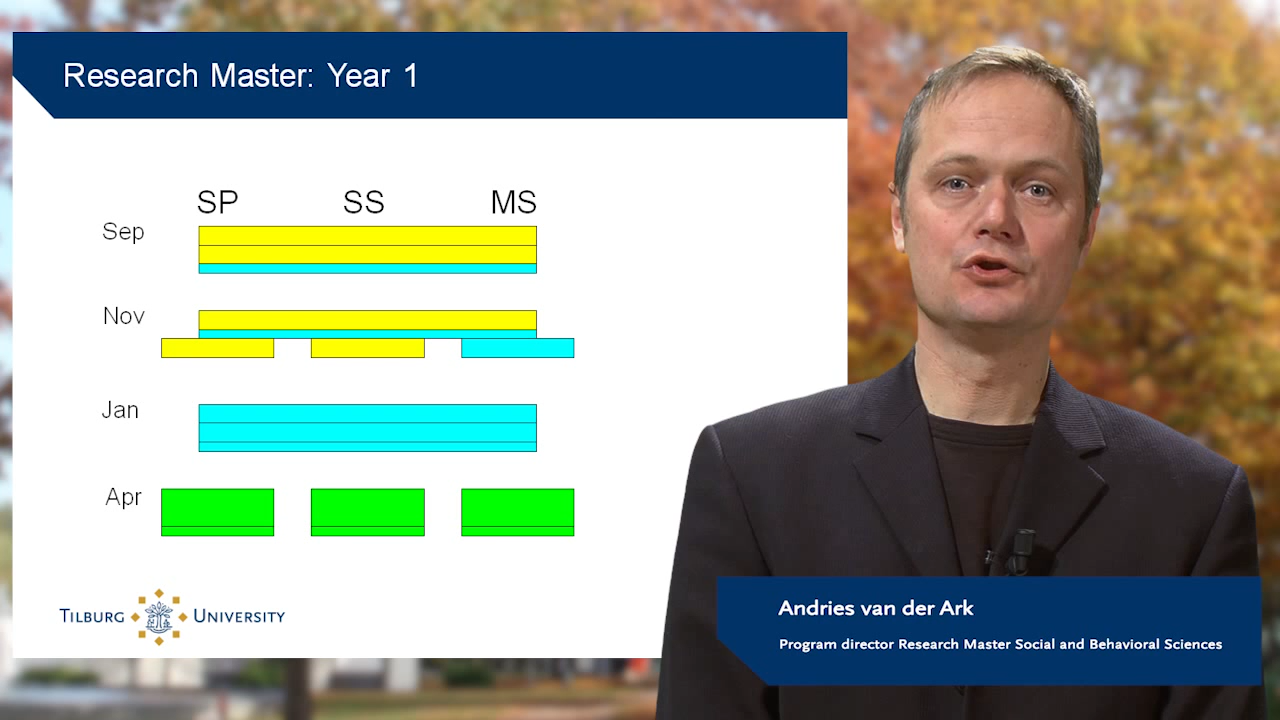 Research Master: Year 1
SP SS MS
Sep
Nov
Jan
Apr
TILBURG UNIVERSITY
Andries van der Ark
Program director Research Master Social and Behavioral Sciences